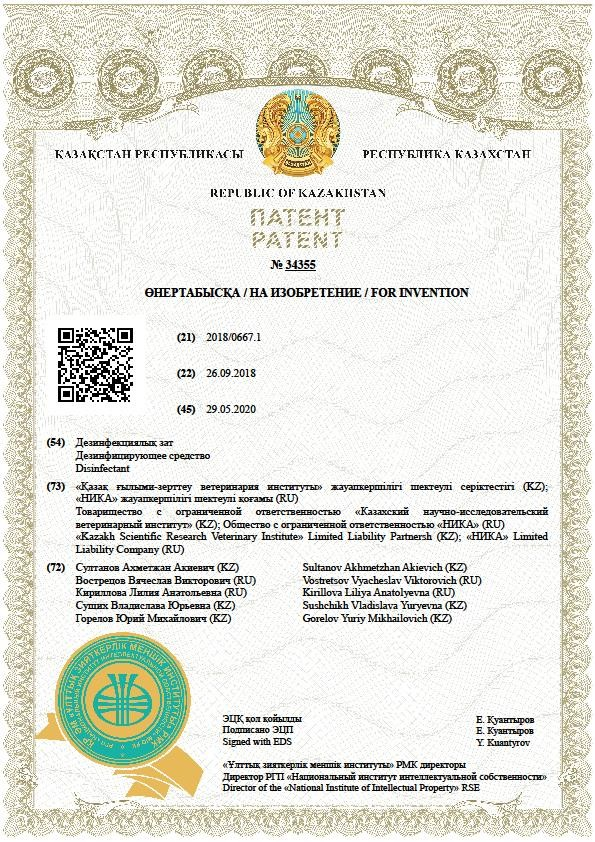 ҚАЗАҚСТАН РЕСПУБЛИКАСЫ
РЕСПУБЛИКА КАЗАХСТАН
REPUBLIC OF KAZAKHSTAN
ПАТЕНТ
PATENT
№ 34355
ӨНЕРТАБЫСҚА / НА ИЗОБРЕТЕНИЕ / FOR INVENTION
(21) 2018/0667.1
(22) 26.09.2018
(45) 29.05.2020
(54) Дезинфекциялық зат
Дезинфицирующее средство
Disinfectant
(73) «Қазақ ғылыми-зерттеу ветеринария институты» жауапкершілігі шектеулі серіктестігі (KZ);
«НИКА» жауапкершілігі шектеулі қоғамы (RU)
Товарищество с ограниченной ответственностью «Казахский научно-исследовательский
ветеринарный институт» (KZ); Общество с ограниченной ответственностью «НИКА» (RU)
«Kazakh Scientific Research Veterinary Institute» Limited Liability Partnersh (KZ); «НИКА» Limited
Liability Company (RU)
(72) Султанов Ахметжан Акиевич (KZ) Sultanov Akhmetzhan Akievich (KZ)
Вострецов Вячеслав Викторович (RU) Vostretsov Vyacheslav Viktorovich (RU)
Кириллова Лилия Анатольевна (RU) Kirillova Liliya Anatolyevna (RU)
Сущих Владислава Юрьевна (KZ) Sushchikh Vladislava Yuryevna (KZ)
Горелов Юрий Михайлович (KZ) Gorelov Yuriy Mikhailovich (KZ)
ЭЦҚ қол қойылды Е. Қуантыров
Подписано ЭЦП Е. Куантыров
Signed with EDS Y. Kuantyrov
«Ұлттық зияткерлік меншік институты» РМК директоры
Директор РГП «Национальный институт интеллектуальной собственности»
Director of the «National Institute of Intellectual Property» RSE